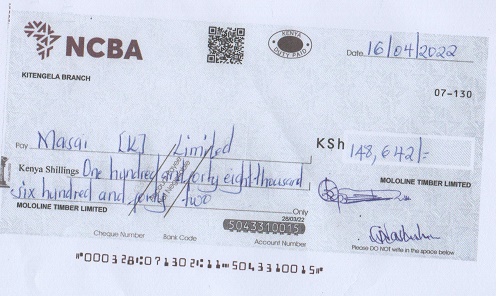 NCBA
KENYA
DUTY PAID
Date 16/04/2022
KITENGELA BRANCH
07-130
Pay Masai [K] Limited
KSh 148,642/=
Kenya Shillings One hundred and forty eight thousand
six hundred and forty two
Only
MOLOLINE TIMBER LIMITED
MOLOLINE TIMBER LIMITED
28/03/22
5043310015
Cheque Number Bank Code Account Number
Please DO NOT write in the space below
⑈000328⑆071302⑆11⑉5043310015⑈